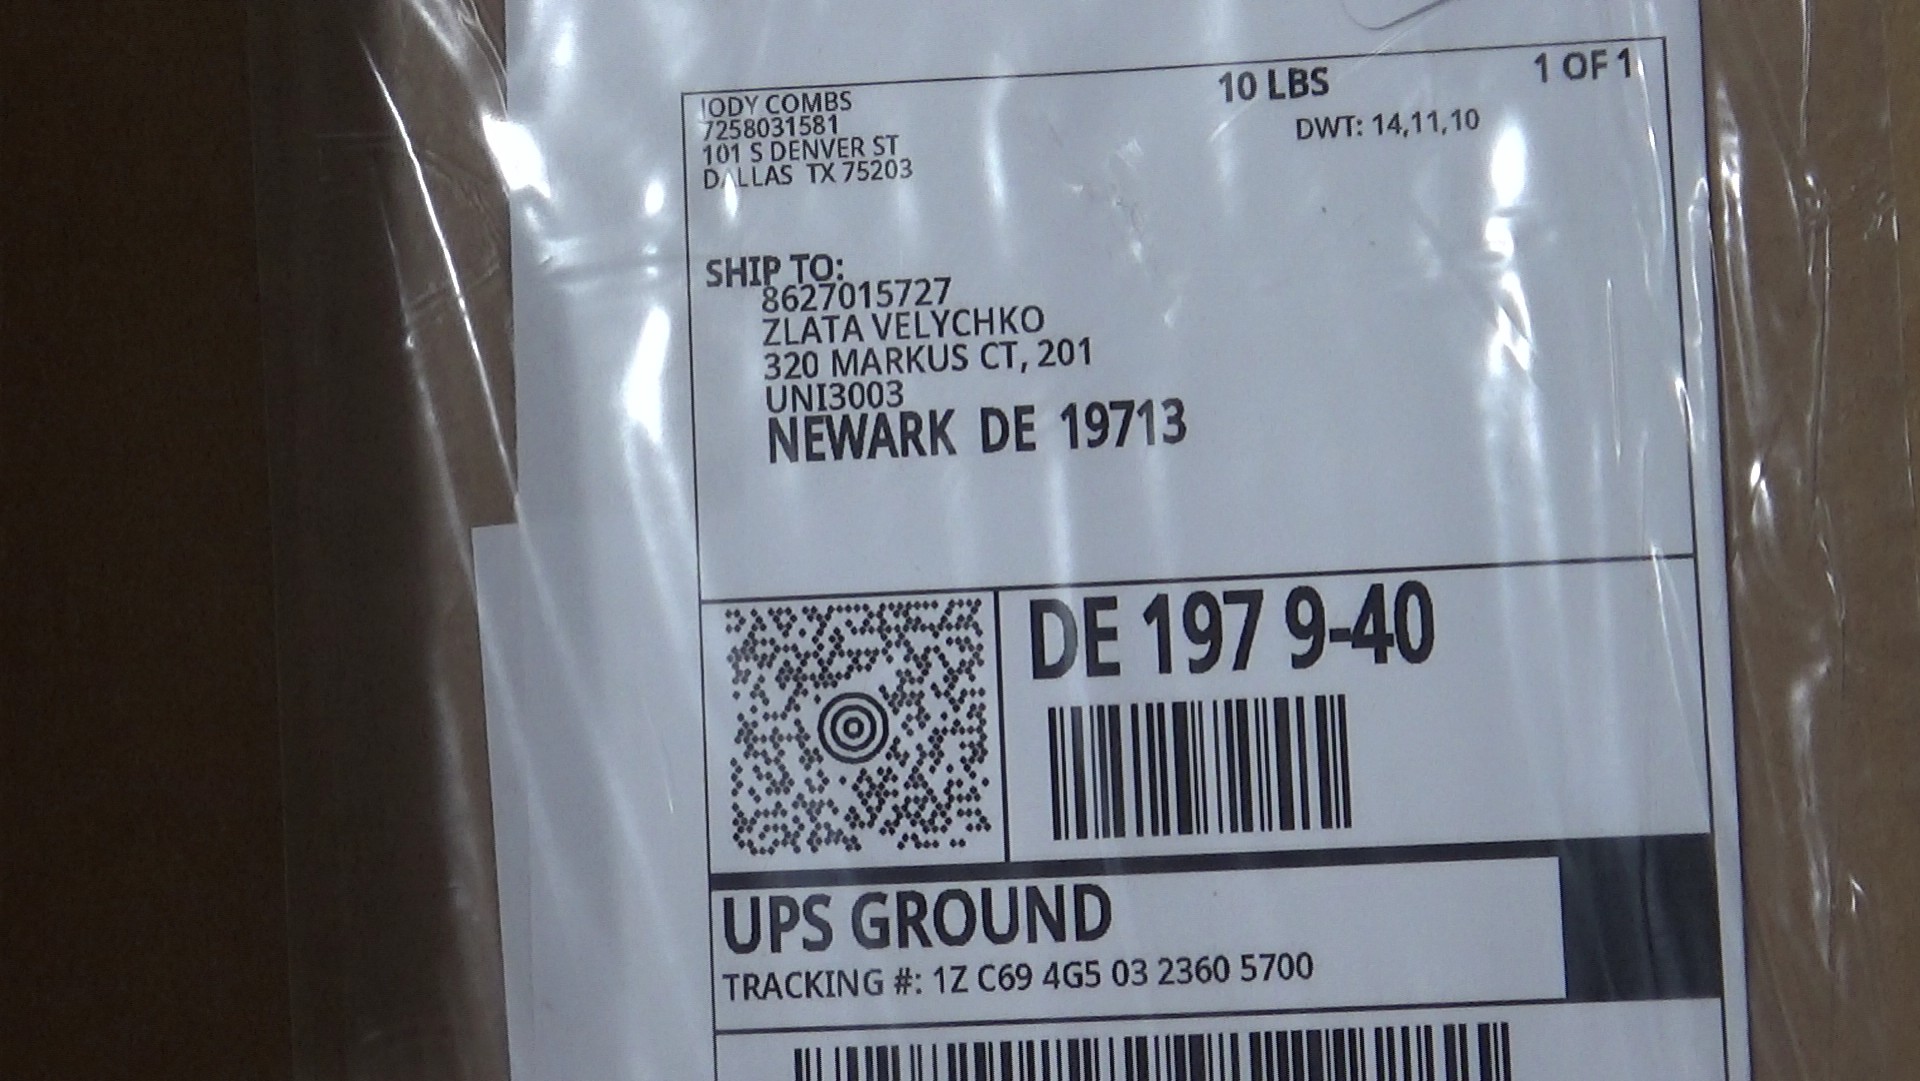 JODY COMBS
7258031581
101 S DENVER ST
DALLAS TX 75203
10 LBS
1 OF 1
DWT: 14,11,10
SHIP TO:
8627015727
ZLATA VELYCHKO
320 MARKUS CT, 201
UNI3003
NEWARK DE 19713
DE 197 9-40
UPS GROUND
TRACKING #: 1Z C69 4G5 03 2360 5700